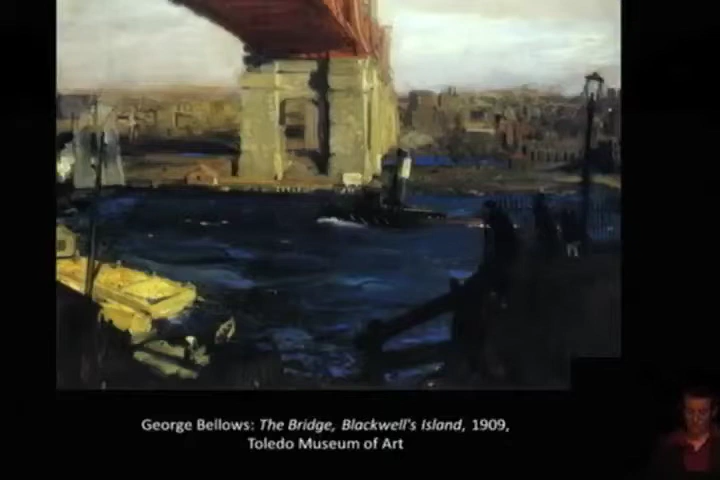 George Bellows: The Bridge, Blackwell's Island, 1909,
Toledo Museum of Art